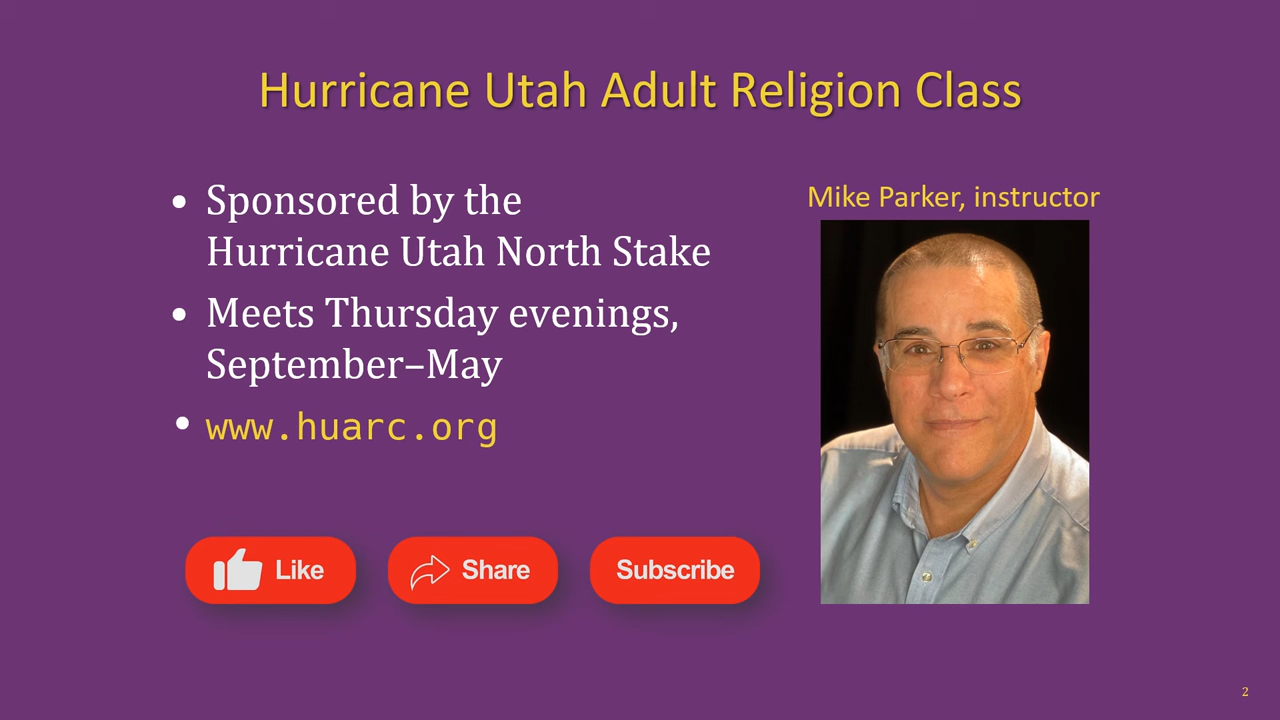 Hurricane Utah Adult Religion Class
• Sponsored by the
Hurricane Utah North Stake
• Meets Thursday evenings,
September–May
• www.huarc.org
Mike Parker, instructor
Like
Share
Subscribe
2